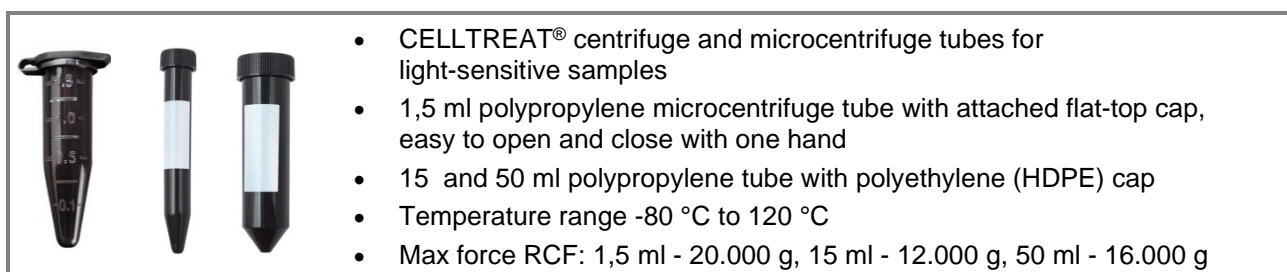 • CELLTREAT® centrifuge and microcentrifuge tubes for
light-sensitive samples
• 1,5 ml polypropylene microcentrifuge tube with attached flat-top cap,
easy to open and close with one hand
• 15  and 50 ml polypropylene tube with polyethylene (HDPE) cap
• Temperature range -80 °C to 120 °C
• Max force RCF: 1,5 ml - 20.000 g, 15 ml - 12.000 g, 50 ml - 16.000 g
1.0
0.1